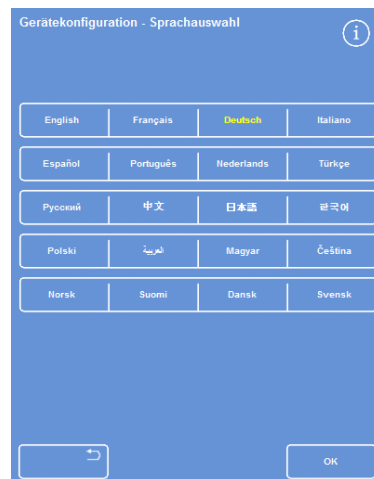 Gerätekonfiguration - Sprachauswahl
i
English Français Deutsch Italiano
Español Português Nederlands Türkçe
Русский 中文 日本語 한국어
Polski العربية Magyar Čeština
Norsk Suomi Dansk Svensk
OK